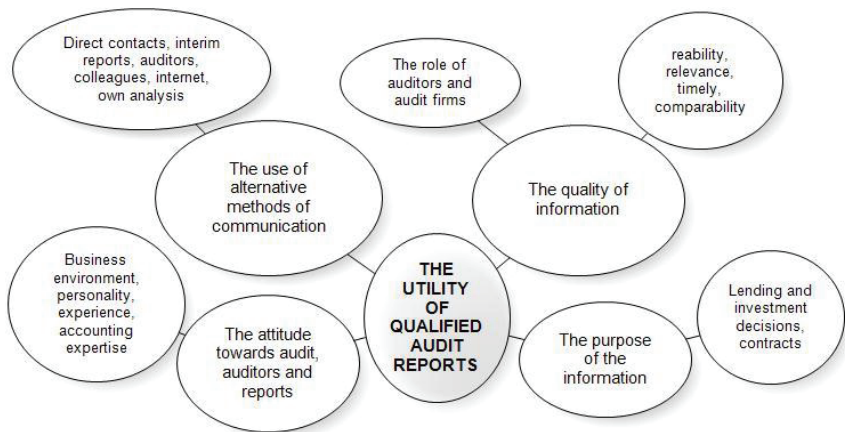 Direct contacts, interim
reports, auditors,
colleagues, internet,
own analysis
The role of
auditors and
audit firms
reability,
relevance,
timely,
comparability
The use of
alternative
methods of
communication
The quality of
information
Business
environment,
personality,
experience,
accounting
expertise
The attitude
towards audit,
auditors and
reports
THE
UTILITY
OF
QUALIFIED
AUDIT
REPORTS
The purpose
of the
information
Lending and
investment
decisions,
contracts